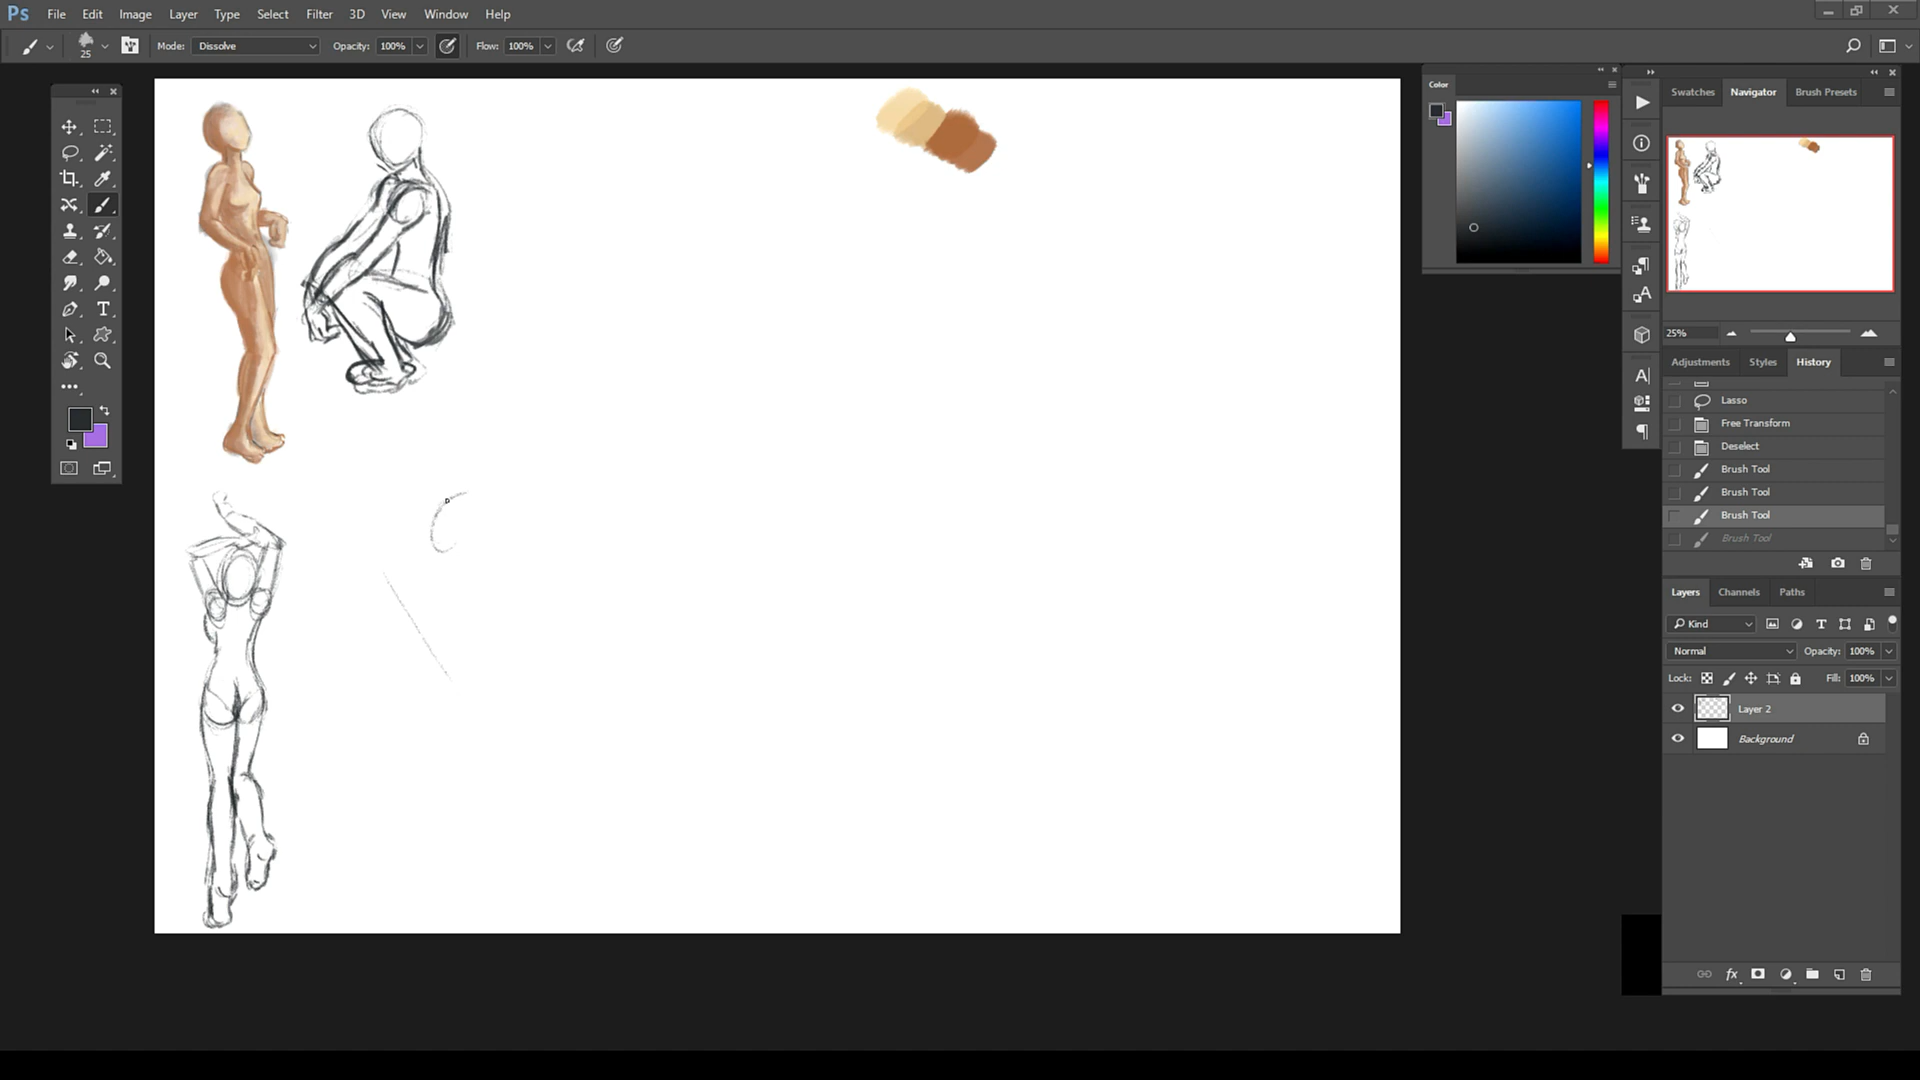 Ps File Edit Image Layer Type Select Filter 3D View Window Help
25 Mode: Dissolve Opacity: 100% Flow: 100%
Color
Swatches Navigator Brush Presets
25%
Adjustments Styles History
Lasso
Free Transform
Deselect
Brush Tool
Brush Tool
Brush Tool
Brush Tool
Layers Channels Paths
Kind
Normal Opacity: 100%
Lock: Fill: 100%
Layer 2
Background
fx